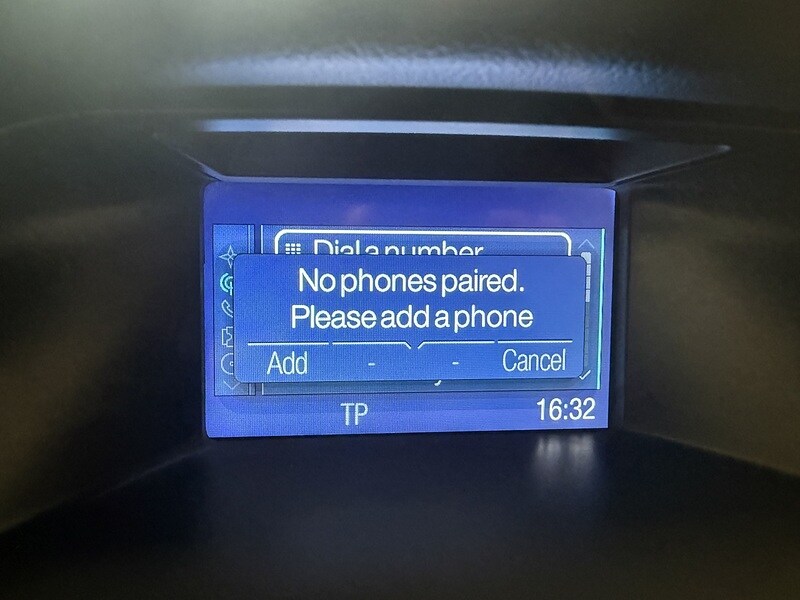 Dial a number
No phones paired.
Please add a phone
Add - - Cancel
TP 16:32